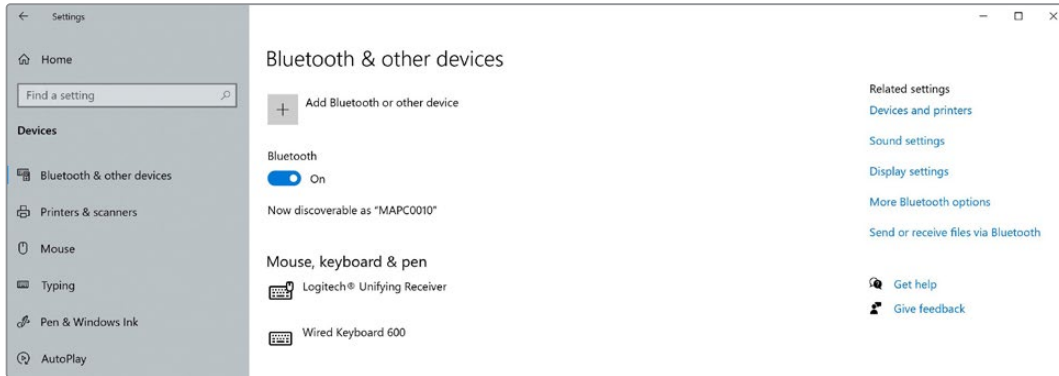 Settings
Home
Find a setting
Devices
Bluetooth & other devices
Printers & scanners
Mouse
Typing
Pen & Windows Ink
AutoPlay
Bluetooth & other devices
Add Bluetooth or other device
Bluetooth
On
Now discoverable as “MAPC0010”
Mouse, keyboard & pen
Logitech® Unifying Receiver
Wired Keyboard 600
Related settings
Devices and printers
Sound settings
Display settings
More Bluetooth options
Send or receive files via Bluetooth
Get help
Give feedback